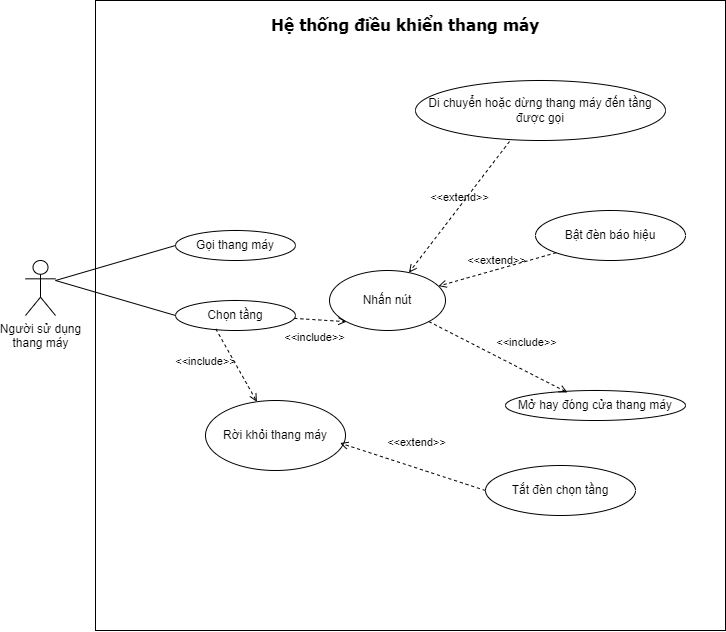 Hệ thống điều khiển thang máy
Di chuyển hoặc dừng thang máy đến tầng
được gọi
<<extend>>
Bật đèn báo hiệu
<<extend>>
Gọi thang máy
Nhấn nút
Chọn tầng
Người sử dụng
thang máy
<<include>>
<<include>>
<<include>>
Mở hay đóng cửa thang máy
Rời khỏi thang máy
<<extend>>
Tắt đèn chọn tầng